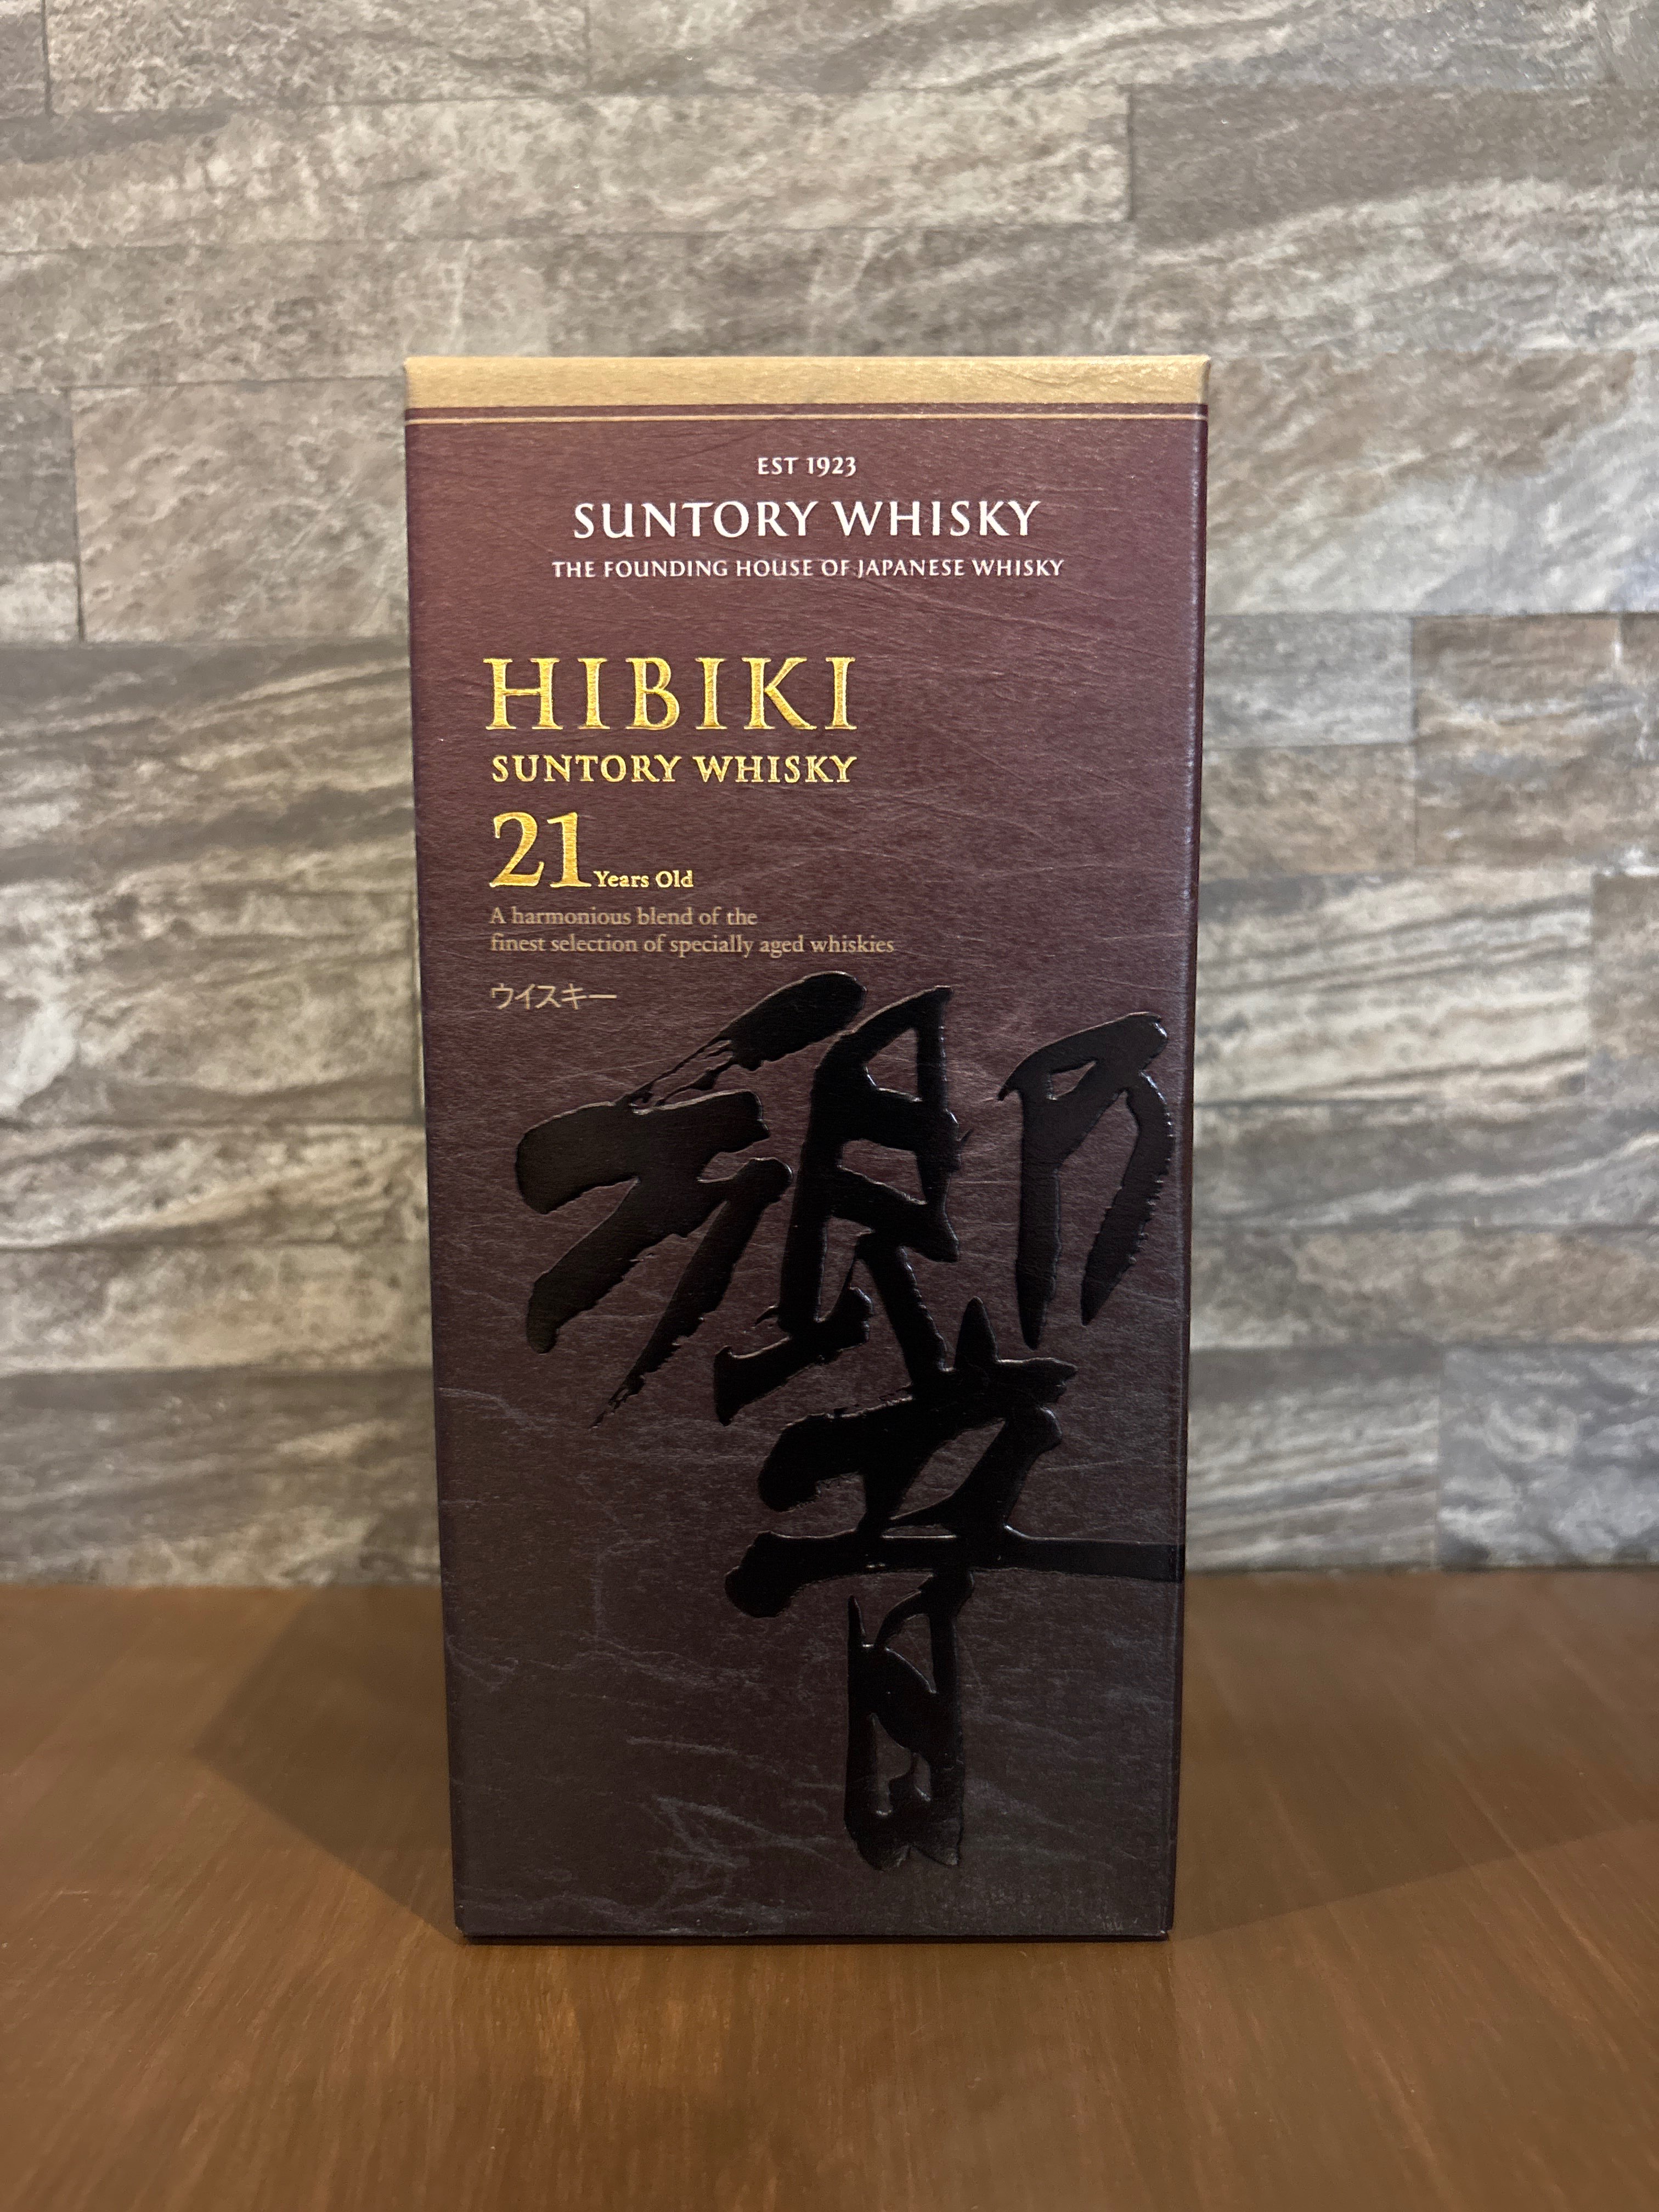 EST 1923
SUNTORY WHISKY
THE FOUNDING HOUSE OF JAPANESE WHISKY
HIBIKI
SUNTORY WHISKY
21 Years Old
A harmonious blend of the
finest selection of specially aged whiskies
ウイスキー
響